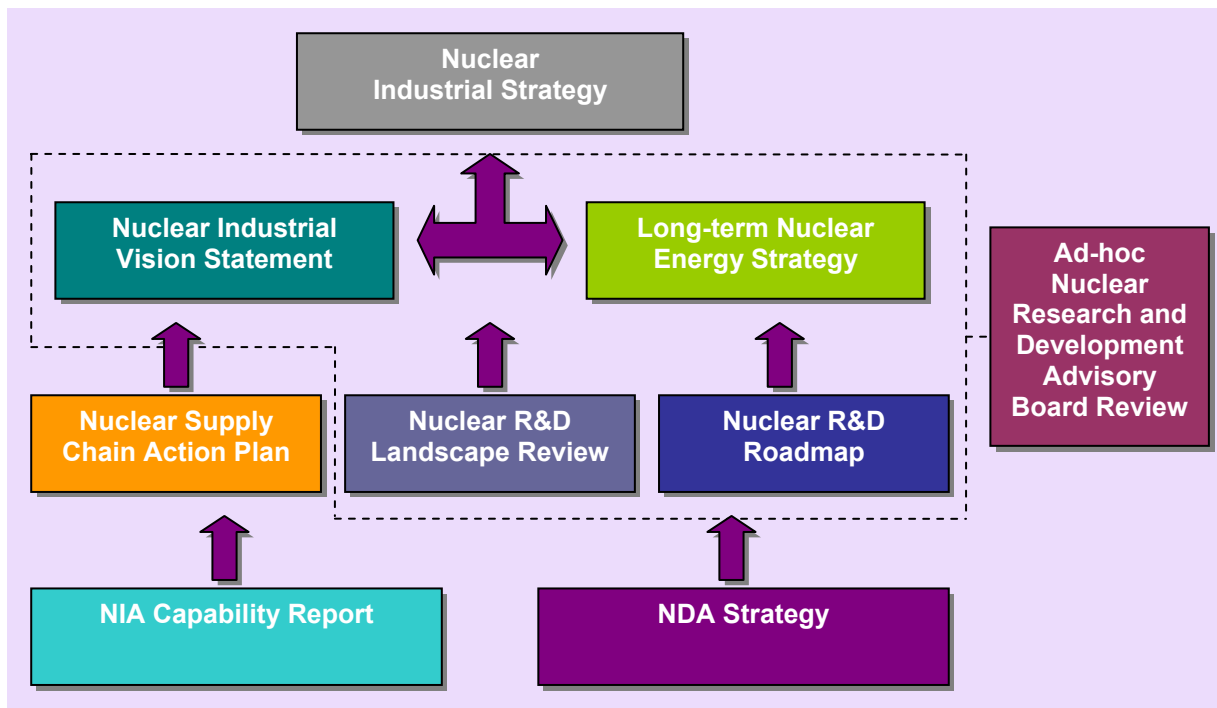 Nuclear
Industrial Strategy
Nuclear Industrial
Vision Statement
Long-term Nuclear
Energy Strategy
Ad-hoc
Nuclear
Research and
Development
Advisory
Board Review
Nuclear Supply
Chain Action Plan
Nuclear R&D
Landscape Review
Nuclear R&D
Roadmap
NIA Capability Report
NDA Strategy